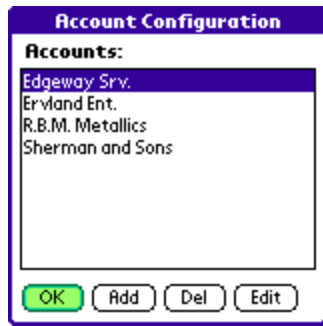 Account Configuration
Accounts:
Edgeway Srv.
Ervland Ent.
R.B.M. Metallics
Sherman and Sons
OK Add Del Edit